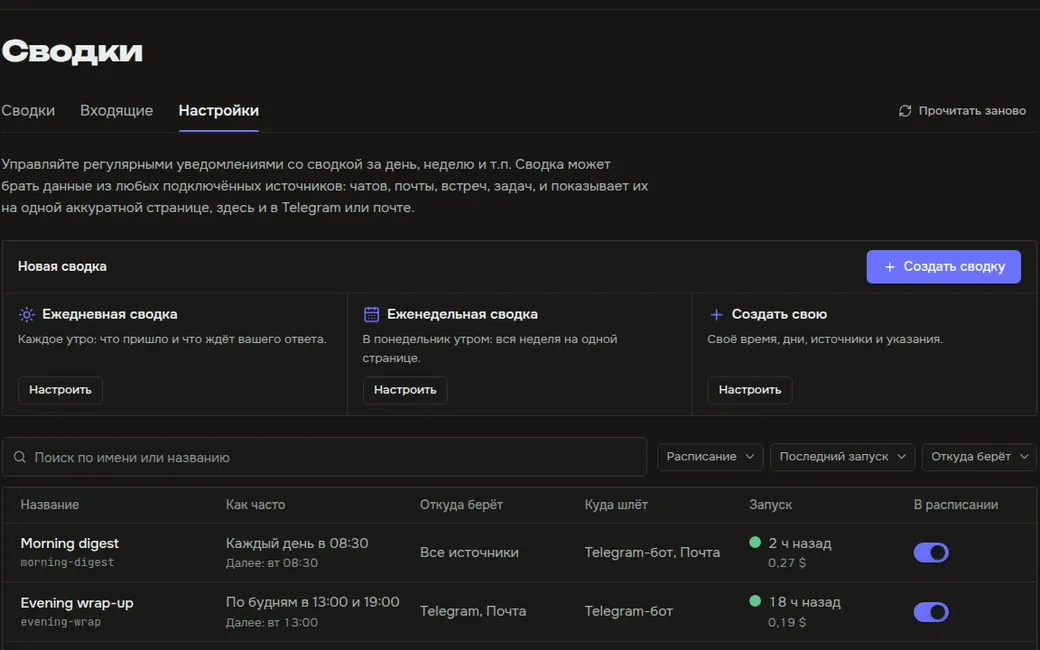 Сводки
Сводки Входящие Настройки Прочитать заново
Управляйте регулярными уведомлениями со сводкой за день, неделю и т.п. Сводка может
брать данные из любых подключённых источников: чатов, почты, встреч, задач, и показывает их
на одной аккуратной странице, здесь и в Telegram или почте.
Новая сводка + Создать сводку
Ежедневная сводка
Каждое утро: что пришло и что ждёт вашего ответа.
Настроить
Еженедельная сводка
В понедельник утром: вся неделя на одной
странице.
Настроить
Создать свою
Своё время, дни, источники и указания.
Настроить
Поиск по имени или названию Расписание Последний запуск Откуда берёт
Название Как часто Откуда берёт Куда шлёт Запуск В расписании
Morning digest Каждый день в 08:30 Все источники Telegram-бот, Почта 2 ч назад
morning-digest Далее: вт 08:30 0,27 $
Evening wrap-up По будням в 13:00 и 19:00 Telegram, Почта Telegram-бот 18 ч назад
evening-wrap Далее: вт 13:00 0,19 $